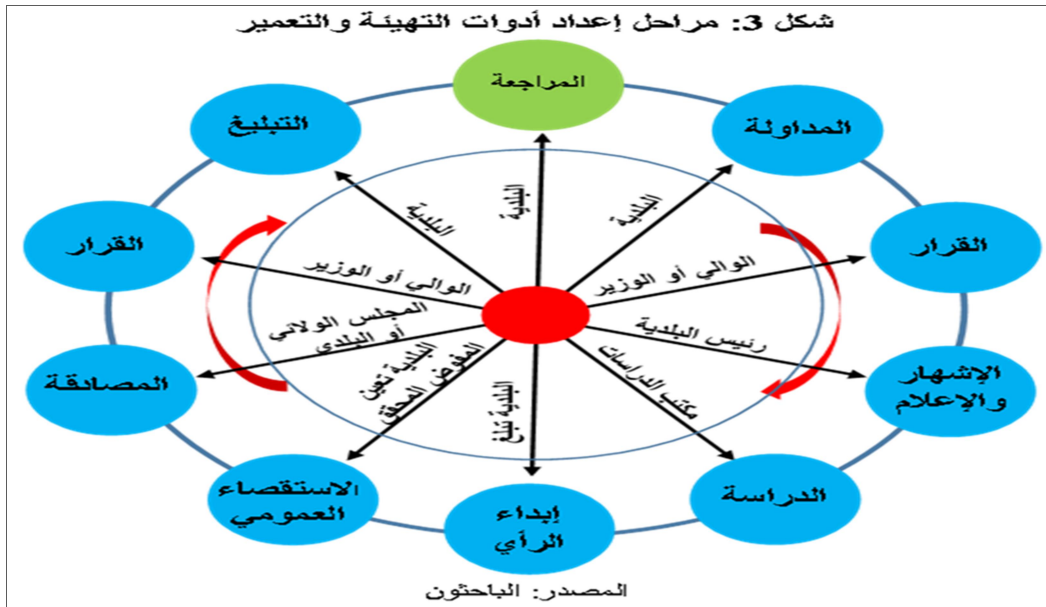 شكل 3: مراحل إعداد أدوات التهيئة والتعمير
المراجعة
المداولة
القرار
الإشهار
والإعلام
الدراسة
إبداء
الرأي
الاستقصاء
العمومي
المصادقة
القرار
التبليغ
البلدية
البلدية
الوالي أو الوزير
رئيس البلدية
مكتب الدراسات
البلدية تبلغ
البلدية تعين
المفوض المحقق
المجلس الولائي
أو البلدي
الوالي أو الوزير
البلدية
المصدر: الباحثون